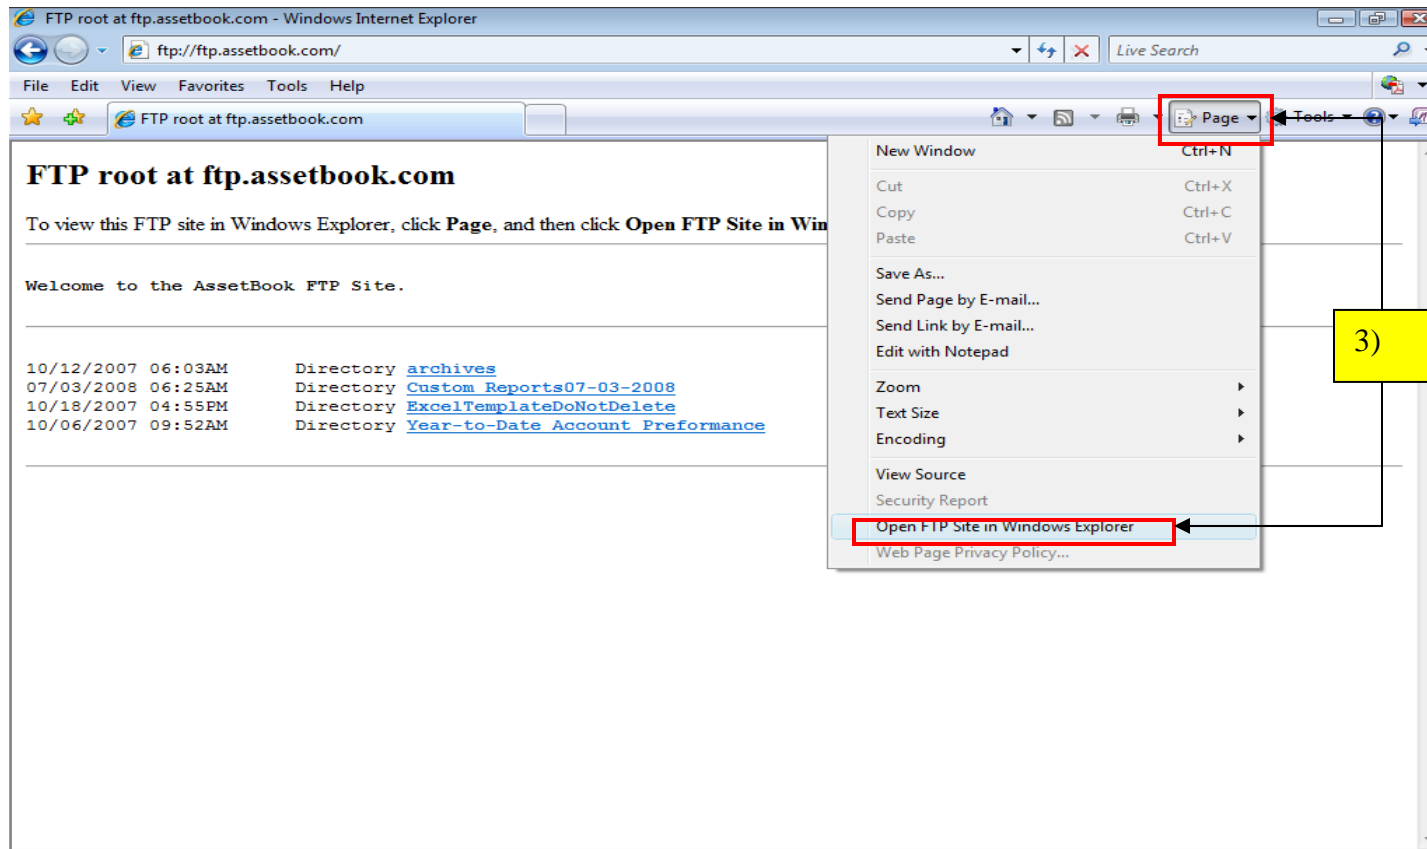 FTP root at ftp.assetbook.com - Windows Internet Explorer
ftp://ftp.assetbook.com/
Live Search
File Edit View Favorites Tools Help
FTP root at ftp.assetbook.com
Page Tools
FTP root at ftp.assetbook.com
To view this FTP site in Windows Explorer, click Page, and then click Open FTP Site in Win
Welcome to the AssetBook FTP Site.
10/12/2007 06:03AM Directory archives
07/03/2008 06:25AM Directory Custom Reports07-03-2008
10/18/2007 04:55PM Directory ExcelTemplateDoNotDelete
10/06/2007 09:52AM Directory Year-to-Date Account Preformance
New Window Ctrl+N
Cut Ctrl+X
Copy Ctrl+C
Paste Ctrl+V
Save As...
Send Page by E-mail...
Send Link by E-mail...
Edit with Notepad
Zoom
Text Size
Encoding
View Source
Security Report
Open FTP Site in Windows Explorer
Web Page Privacy Policy...
3)